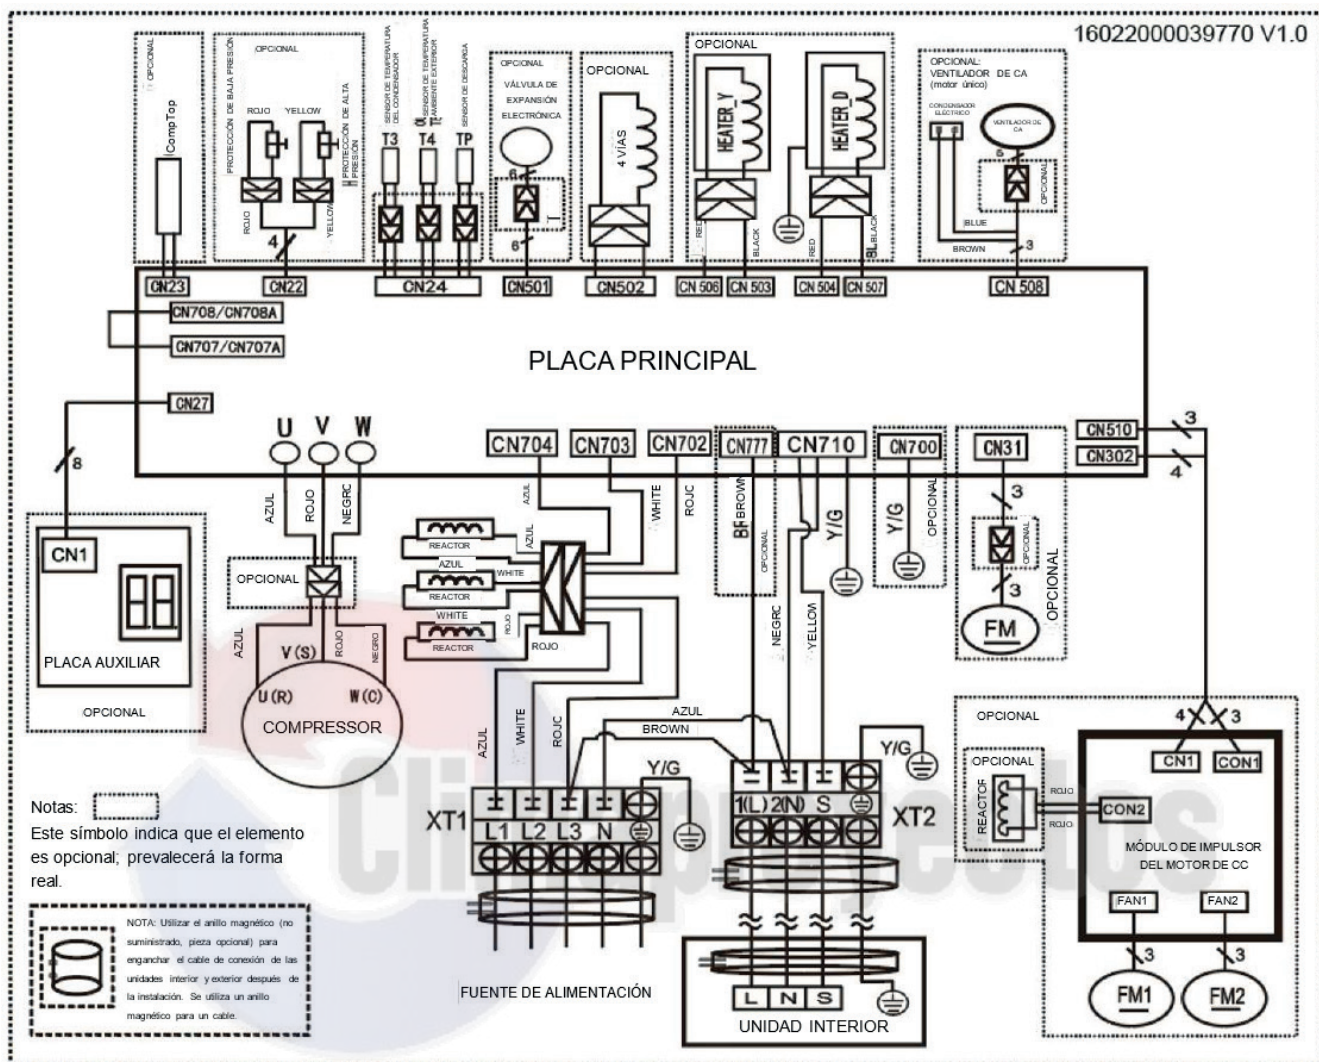 16022000039770 V1.0
OPCIONAL
CompTop
OPCIONAL
PROTECCIÓN DE BAJA PRESIÓN
ROJO
YELLOW
PROTECCIÓN DE ALTA
PRESIÓN
ROJO
YELLOW
4
SENSOR DE TEMPERATURA
DEL CONDENSADOR
SENSOR DE TEMPERATURA
AMBIENTE EXTERIOR
SENSOR DE DESCARGA
T3
T4
TP
OPCIONAL
VÁLVULA DE
EXPANSIÓN
ELECTRÓNICA
6
T
6
OPCIONAL
4 VÍAS
OPCIONAL
HEATER_Y
HEATER_D
RED
BLACK
RED
BL
BLACK
OPCIONAL:
VENTILADOR DE CA
(motor único)
CONDENSADOR
ELÉCTRICO
VENTILADOR DE
CA
5
OPCIONAL
BLUE
BROWN
3
CN23
CN22
CN24
CN501
CN502
CN 506
CN 503
CN 504
CN 507
CN 508
CN708/CN708A
CN707/CN707A
PLACA PRINCIPAL
CN27
8
U
V
W
CN704
CN703
CN702
CN777
CN710
CN700
CN31
CN510
CN302
3
4
AZUL
ROJO
NEGRC
AZUL
WHITE
ROJC
BROWN
OPCIONAL
Y/G
Y/G
OPCIONAL
3
OPCIONAL
3
FM
OPCIONAL
CN1
PLACA AUXILIAR
OPCIONAL
OPCIONAL
AZUL
V(S)
ROJO
NEGRO
U(R)
W(C)
COMPRESSOR
REACTOR
AZUL
AZUL
WHITE
REACTOR
WHITE
ROJO
REACTOR
ROJO
NEGRC
YELLOW
AZUL
WHITE
ROJC
AZUL
BROWN
Y/G
Y/G
XT1
L1
L2
L3
N
1(L)
2(N)
S
XT2
FUENTE DE ALIMENTACIÓN
L
N
S
UNIDAD INTERIOR
OPCIONAL
4
3
CN1
CON1
OPCIONAL
REACTOR
ROJO
ROJO
CON2
MÓDULO DE IMPULSOR
DEL MOTOR DE CC
FAN1
FAN2
3
3
FM1
FM2
Notas:
Este símbolo indica que el elemento
es opcional; prevalecerá la forma
real.
NOTA: Utilizar el anillo magnético (no
suministrado, pieza opcional) para
enganchar el cable de conexión de las
unidades interior y exterior después de
la instalación. Se utiliza un anillo
magnético para un cable.